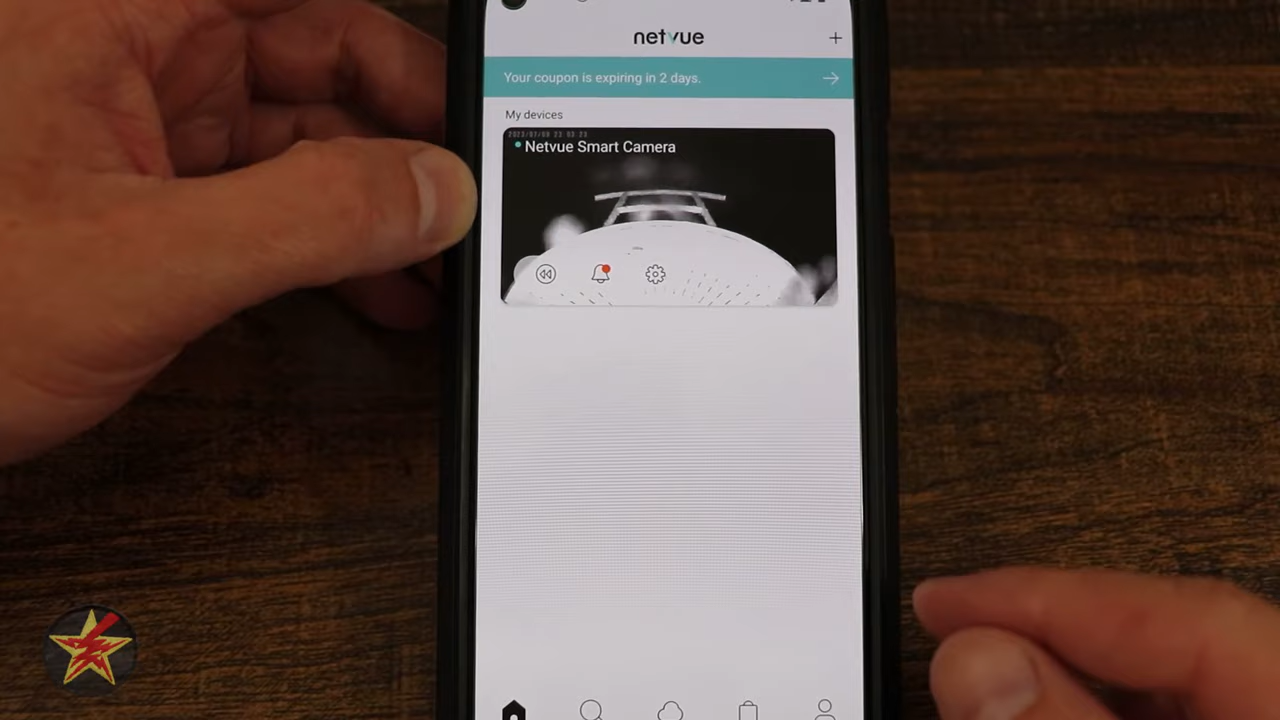 netvue
Your coupon is expiring in 2 days.
My devices
Netvue Smart Camera